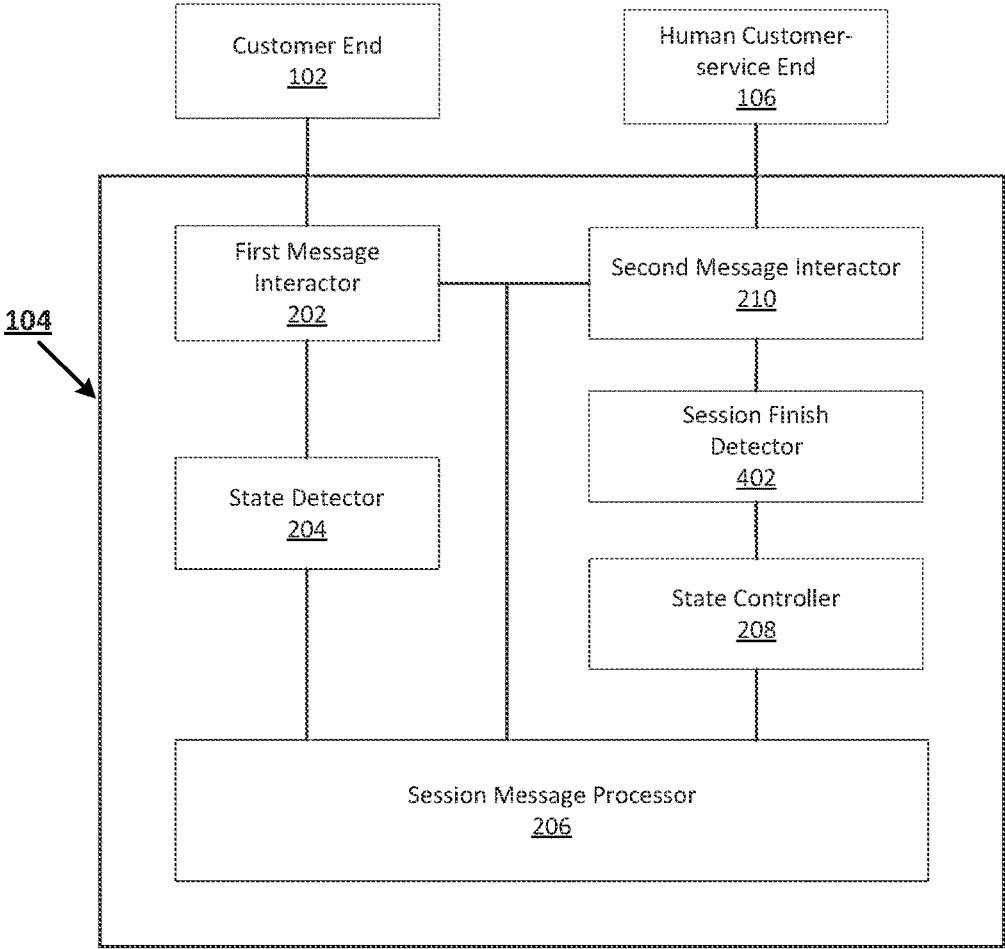 Customer End
102
Human Customer-
service End
106
First Message
Interactor
202
Second Message Interactor
210
104
Session Finish
Detector
402
State Detector
204
State Controller
208
Session Message Processor
206